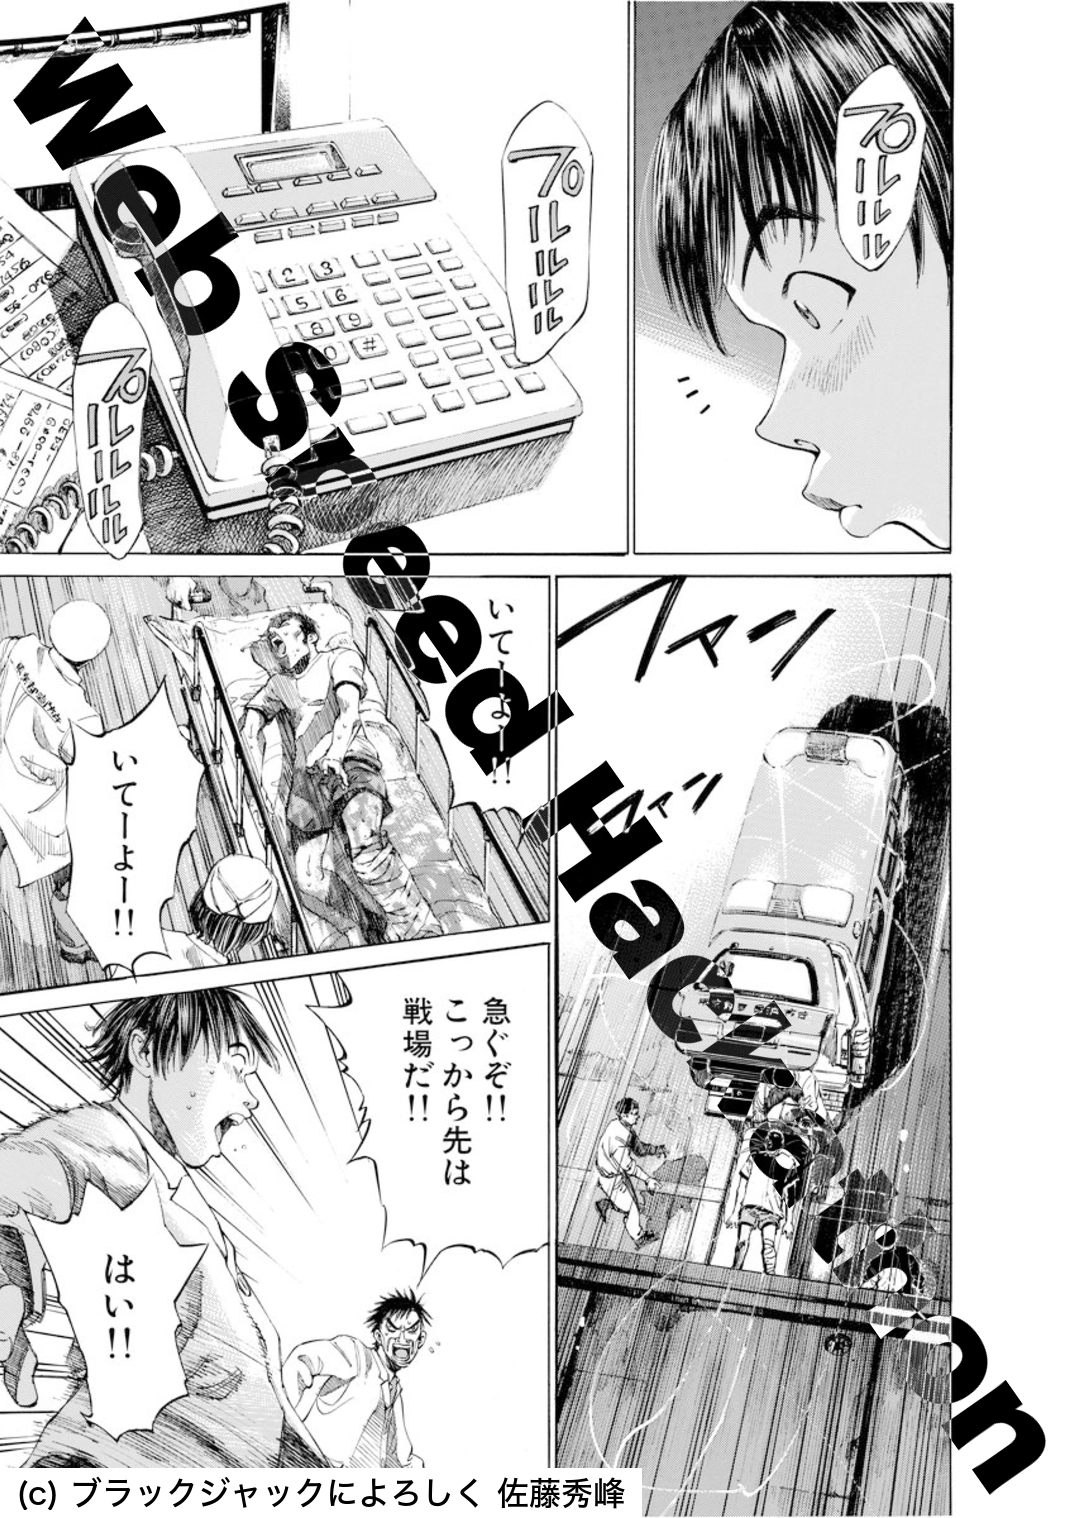 プルルルル
プルルルル
プルルルル
ファン
ファン
いてーよー!!
いてーよー!!
急ぐぞ!!
こっから先は
戦場だ!!
はい!!
Web Speed Hackathon
(c) ブラックジャックによろしく 佐藤秀峰